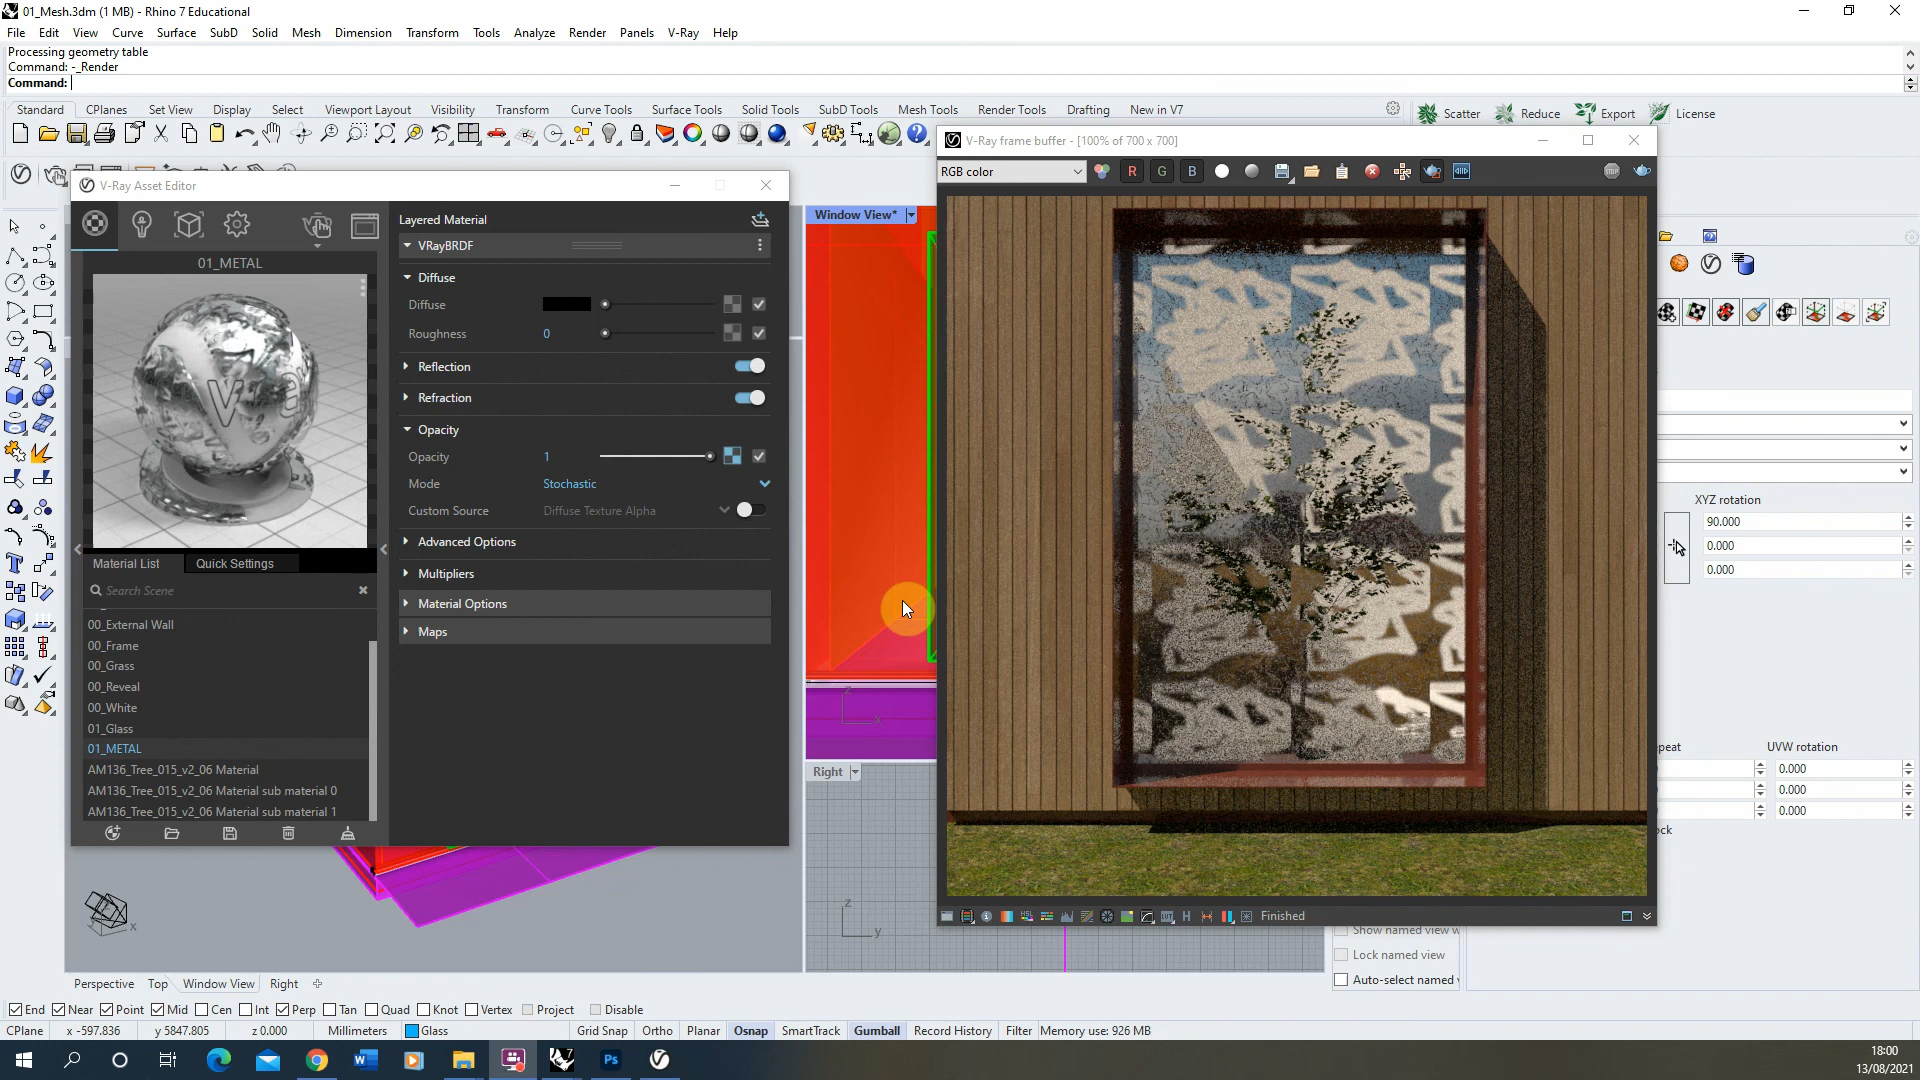 01_Mesh.3dm (1 MB) - Rhino 7 Educational
File Edit View Curve Surface SubD Solid Mesh Dimension Transform Tools Analyze Render Panels V-Ray Help
Processing geometry table
Command: -_Render
Command:
Standard CPlanes Set View Display Select Viewport Layout Visibility Transform Curve Tools Surface Tools Solid Tools SubD Tools Mesh Tools Render Tools Drafting New in V7
Scatter Reduce Export License
V-Ray frame buffer - [100% of 700 x 700]
RGB color R G B
STOP
V-Ray Asset Editor
01_METAL
Material List Quick Settings
Search Scene
00_External Wall
00_Frame
00_Grass
00_Reveal
00_White
01_Glass
01_METAL
AM136_Tree_015_v2_06 Material
AM136_Tree_015_v2_06 Material sub material 0
AM136_Tree_015_v2_06 Material sub material 1
Layered Material
VRayBRDF
Diffuse
Diffuse
Roughness 0
Reflection
Refraction
Opacity
Opacity 1
Mode Stochastic
Custom Source Diffuse Texture Alpha
Advanced Options
Multipliers
Material Options
Maps
Window View*
z
x
Right
z
y
x
Finished
XYZ rotation
90.000
0.000
0.000
UVW rotation
0.000
0.000
0.000
Lock named view
Auto-select named
Perspective Top Window View Right
End Near Point Mid Cen Int Perp Tan Quad Knot Vertex Project Disable
CPlane x -597.836 y 5847.805 z 0.000 Millimeters Glass Grid Snap Ortho Planar Osnap SmartTrack Gumball Record History Filter Memory use: 926 MB
18:00
13/08/2021